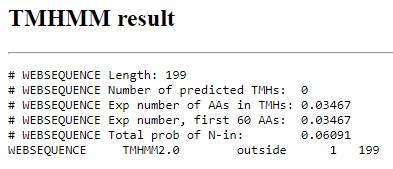 TMHMM result
# WEBSEQUENCE Length: 199
# WEBSEQUENCE Number of predicted TMHs:  0
# WEBSEQUENCE Exp number of AAs in TMHs: 0.03467
# WEBSEQUENCE Exp number, first 60 AAs:  0.03467
# WEBSEQUENCE Total prob of N-in:        0.06091
WEBSEQUENCE     TMHMM2.0        outside      1   199